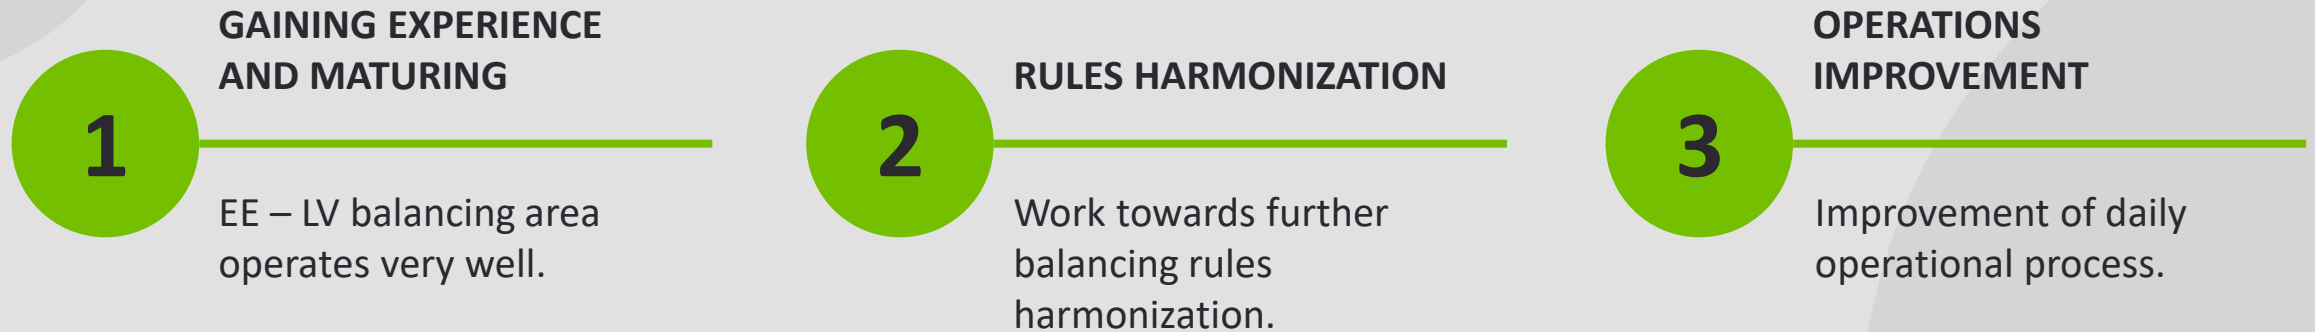 1
GAINING EXPERIENCE
AND MATURING
EE – LV balancing area
operates very well.
2
RULES HARMONIZATION
Work towards further
balancing rules
harmonization.
3
OPERATIONS
IMPROVEMENT
Improvement of daily
operational process.